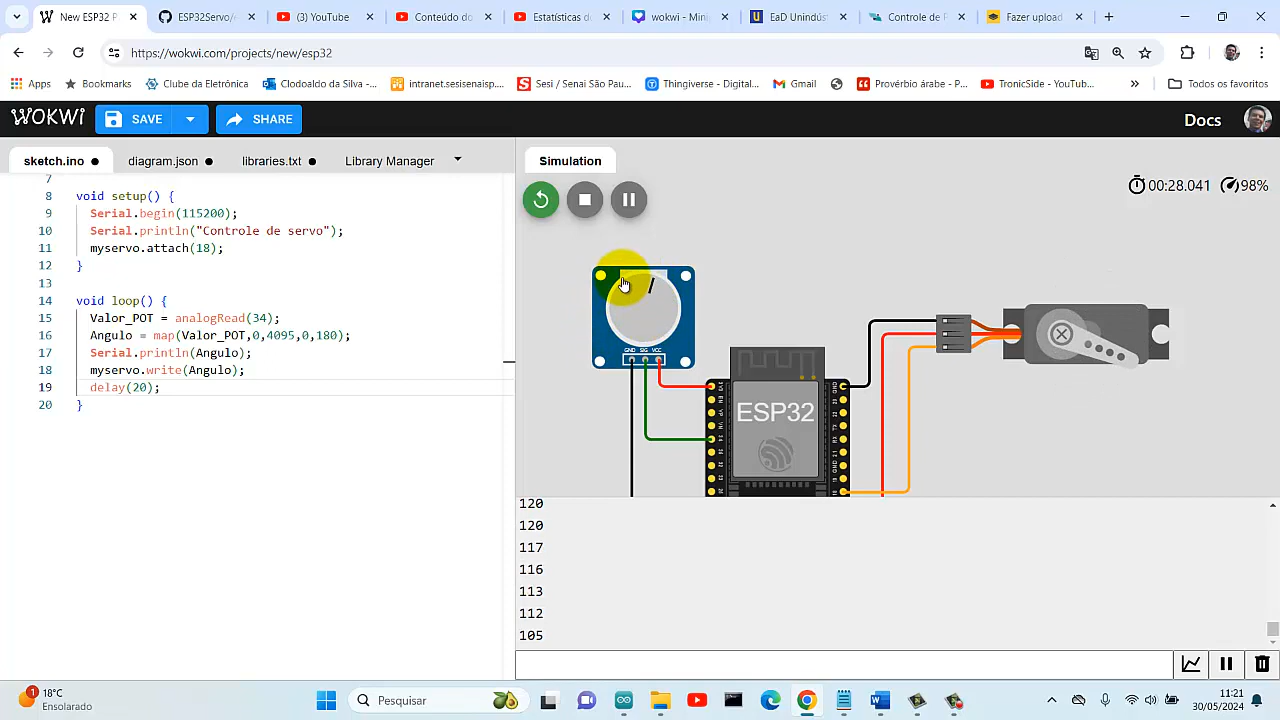 New ESP32 P
ESP32Servo/
(3) YouTube
Conteúdo do
Estatísticas d
wokwi - Mini
EaD Unindús
Controle de
Fazer upload
https://wokwi.com/projects/new/esp32
Apps
Bookmarks
Clube da Eletrônica
Clodoaldo da Silva -...
intranet.sesisenaisp...
Sesi / Senai São Pau...
Thingiverse - Digital...
Gmail
Provérbio árabe...
TronicSide - YouTub...
»
Todos os favoritos
WOKWI
SAVE
SHARE
Docs
sketch.ino
diagram.json
libraries.txt
Library Manager
Simulation
00:28.041
98%
7
8 void setup() {
9 Serial.begin(115200);
10 Serial.println("Controle de servo");
11 myservo.attach(18);
12 }
13
14 void loop() {
15 Valor_POT = analogRead(34);
16 Angulo = map(Valor_POT,0,4095,0,180);
17 Serial.println(Angulo);
18 myservo.write(Angulo);
19 delay(20);
20 }
GND SIG VCC
ESP32
120
120
117
116
113
112
105
1
18°C
Ensolarado
Pesquisar
11:21
30/05/2024